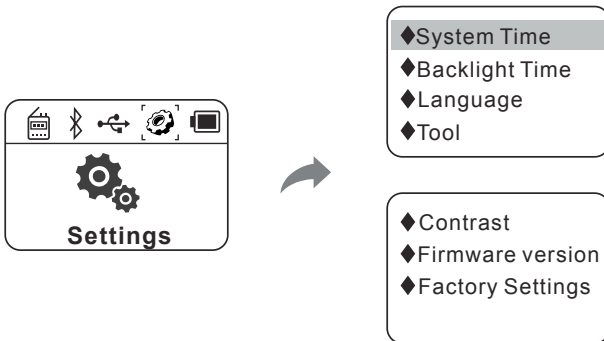 Settings
♦System Time
♦Backlight Time
♦Language
♦Tool
♦Contrast
♦Firmware version
♦Factory Settings